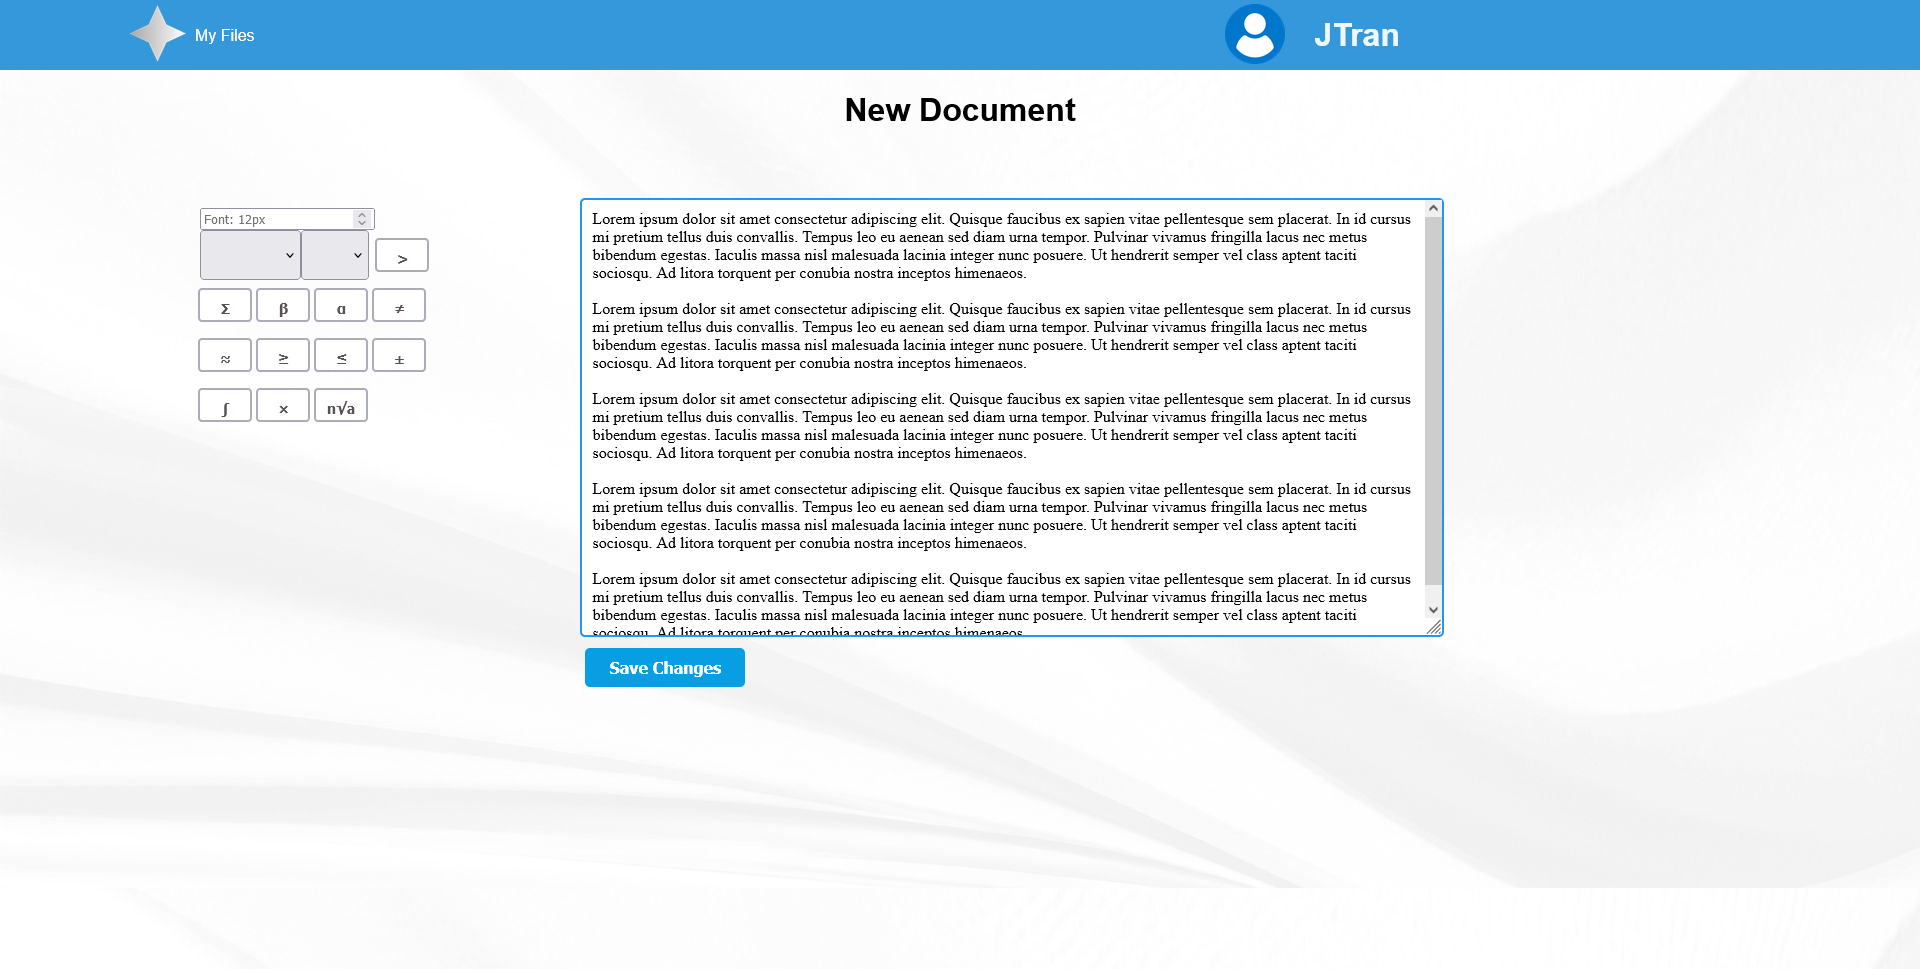 My Files
JTran
New Document
Font: 12px
>
Σ β α ≠
≈ ≥ ≤ ±
∫ × n√a
Lorem ipsum dolor sit amet consectetur adipiscing elit. Quisque faucibus ex sapien vitae pellentesque sem placerat. In id cursus
mi pretium tellus duis convallis. Tempus leo eu aenean sed diam urna tempor. Pulvinar vivamus fringilla lacus nec metus
bibendum egestas. Iaculis massa nisl malesuada lacinia integer nunc posuere. Ut hendrerit semper vel class aptent taciti
sociosqu. Ad litora torquent per conubia nostra inceptos himenaeos.
Lorem ipsum dolor sit amet consectetur adipiscing elit. Quisque faucibus ex sapien vitae pellentesque sem placerat. In id cursus
mi pretium tellus duis convallis. Tempus leo eu aenean sed diam urna tempor. Pulvinar vivamus fringilla lacus nec metus
bibendum egestas. Iaculis massa nisl malesuada lacinia integer nunc posuere. Ut hendrerit semper vel class aptent taciti
sociosqu. Ad litora torquent per conubia nostra inceptos himenaeos.
Lorem ipsum dolor sit amet consectetur adipiscing elit. Quisque faucibus ex sapien vitae pellentesque sem placerat. In id cursus
mi pretium tellus duis convallis. Tempus leo eu aenean sed diam urna tempor. Pulvinar vivamus fringilla lacus nec metus
bibendum egestas. Iaculis massa nisl malesuada lacinia integer nunc posuere. Ut hendrerit semper vel class aptent taciti
sociosqu. Ad litora torquent per conubia nostra inceptos himenaeos.
Lorem ipsum dolor sit amet consectetur adipiscing elit. Quisque faucibus ex sapien vitae pellentesque sem placerat. In id cursus
mi pretium tellus duis convallis. Tempus leo eu aenean sed diam urna tempor. Pulvinar vivamus fringilla lacus nec metus
bibendum egestas. Iaculis massa nisl malesuada lacinia integer nunc posuere. Ut hendrerit semper vel class aptent taciti
sociosqu. Ad litora torquent per conubia nostra inceptos himenaeos.
Lorem ipsum dolor sit amet consectetur adipiscing elit. Quisque faucibus ex sapien vitae pellentesque sem placerat. In id cursus
mi pretium tellus duis convallis. Tempus leo eu aenean sed diam urna tempor. Pulvinar vivamus fringilla lacus nec metus
bibendum egestas. Iaculis massa nisl malesuada lacinia integer nunc posuere. Ut hendrerit semper vel class aptent taciti
sociosqu. Ad litora torquent per conubia nostra inceptos himenaeos.
Save Changes